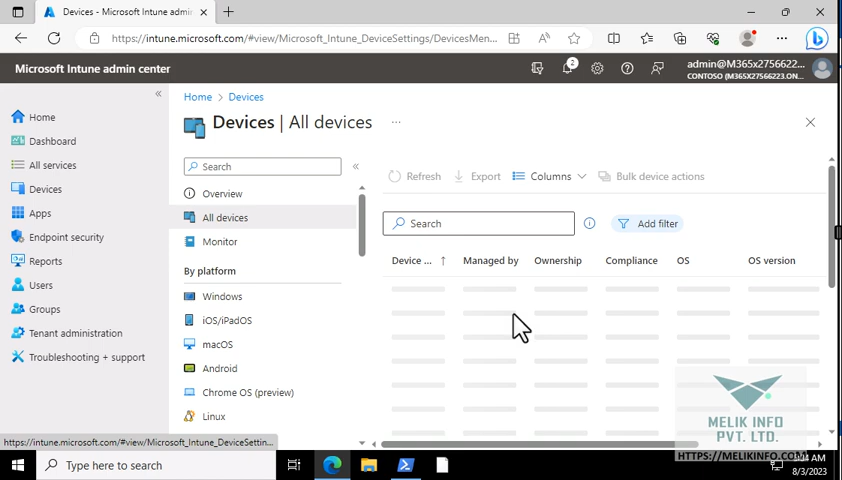 Devices - Microsoft Intune admin
https://intune.microsoft.com/#view/Microsoft_Intune_DeviceSettings/DevicesMen...
Microsoft Intune admin center
2
admin@M365x2756622...
CONTOSO (M365X27566223.ON...
Home
Dashboard
All services
Devices
Apps
Endpoint security
Reports
Users
Groups
Tenant administration
Troubleshooting + support
Home > Devices
Devices | All devices
Search
Overview
All devices
Monitor
By platform
Windows
iOS/iPadOS
macOS
Android
Chrome OS (preview)
Linux
Refresh Export Columns Bulk device actions
Search Add filter
Device ... ↑ Managed by Ownership Compliance OS OS version
MELIK INFO
PVT. LTD.
HTTPS://MELIKINFO.COM
https://intune.microsoft.com/#view/Microsoft_Intune_DeviceSettin...
Type here to search
AM
8/3/2023